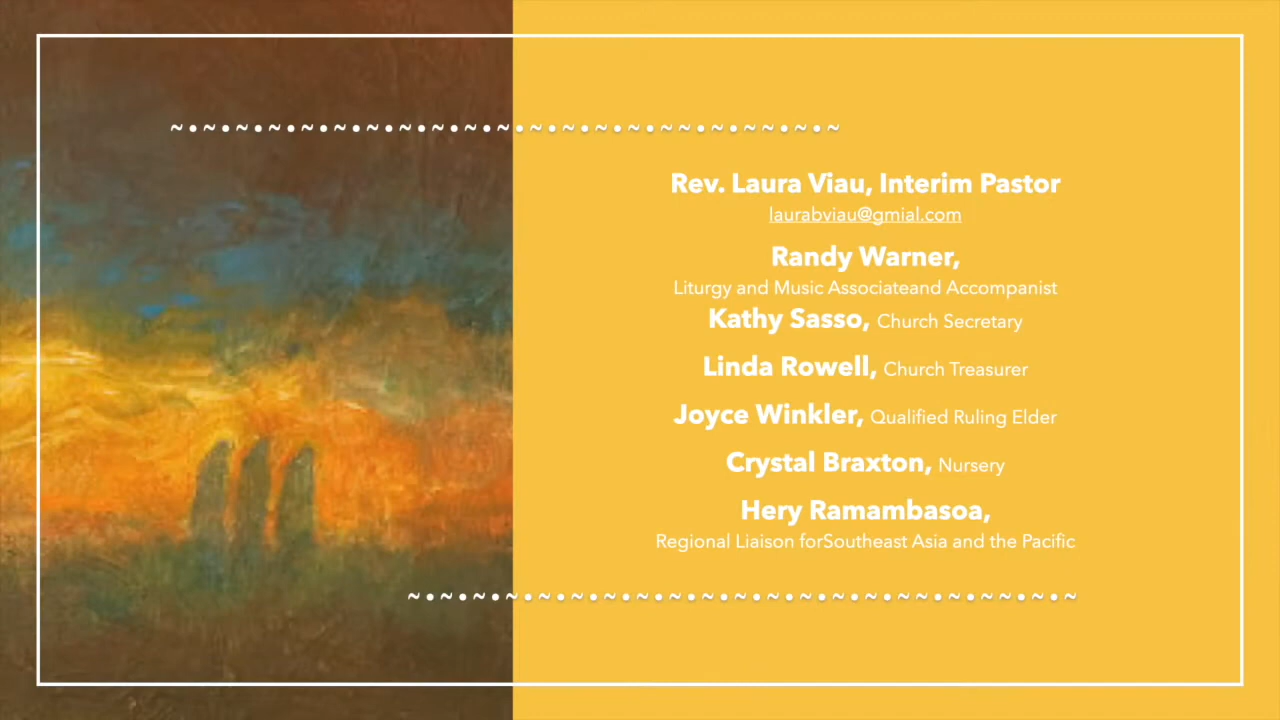 ~•~•~•~•~•~•~•~•~•~•~•~•~•~•~•~•~•~•~•~•~
Rev. Laura Viau, Interim Pastor
laurabviau@gmial.com
Randy Warner,
Liturgy and Music Associateand Accompanist
Kathy Sasso, Church Secretary
Linda Rowell, Church Treasurer
Joyce Winkler, Qualified Ruling Elder
Crystal Braxton, Nursery
Hery Ramambasoa,
Regional Liaison forSoutheast Asia and the Pacific
~•~•~•~•~•~•~•~•~•~•~•~•~•~•~•~•~•~•~•~•~